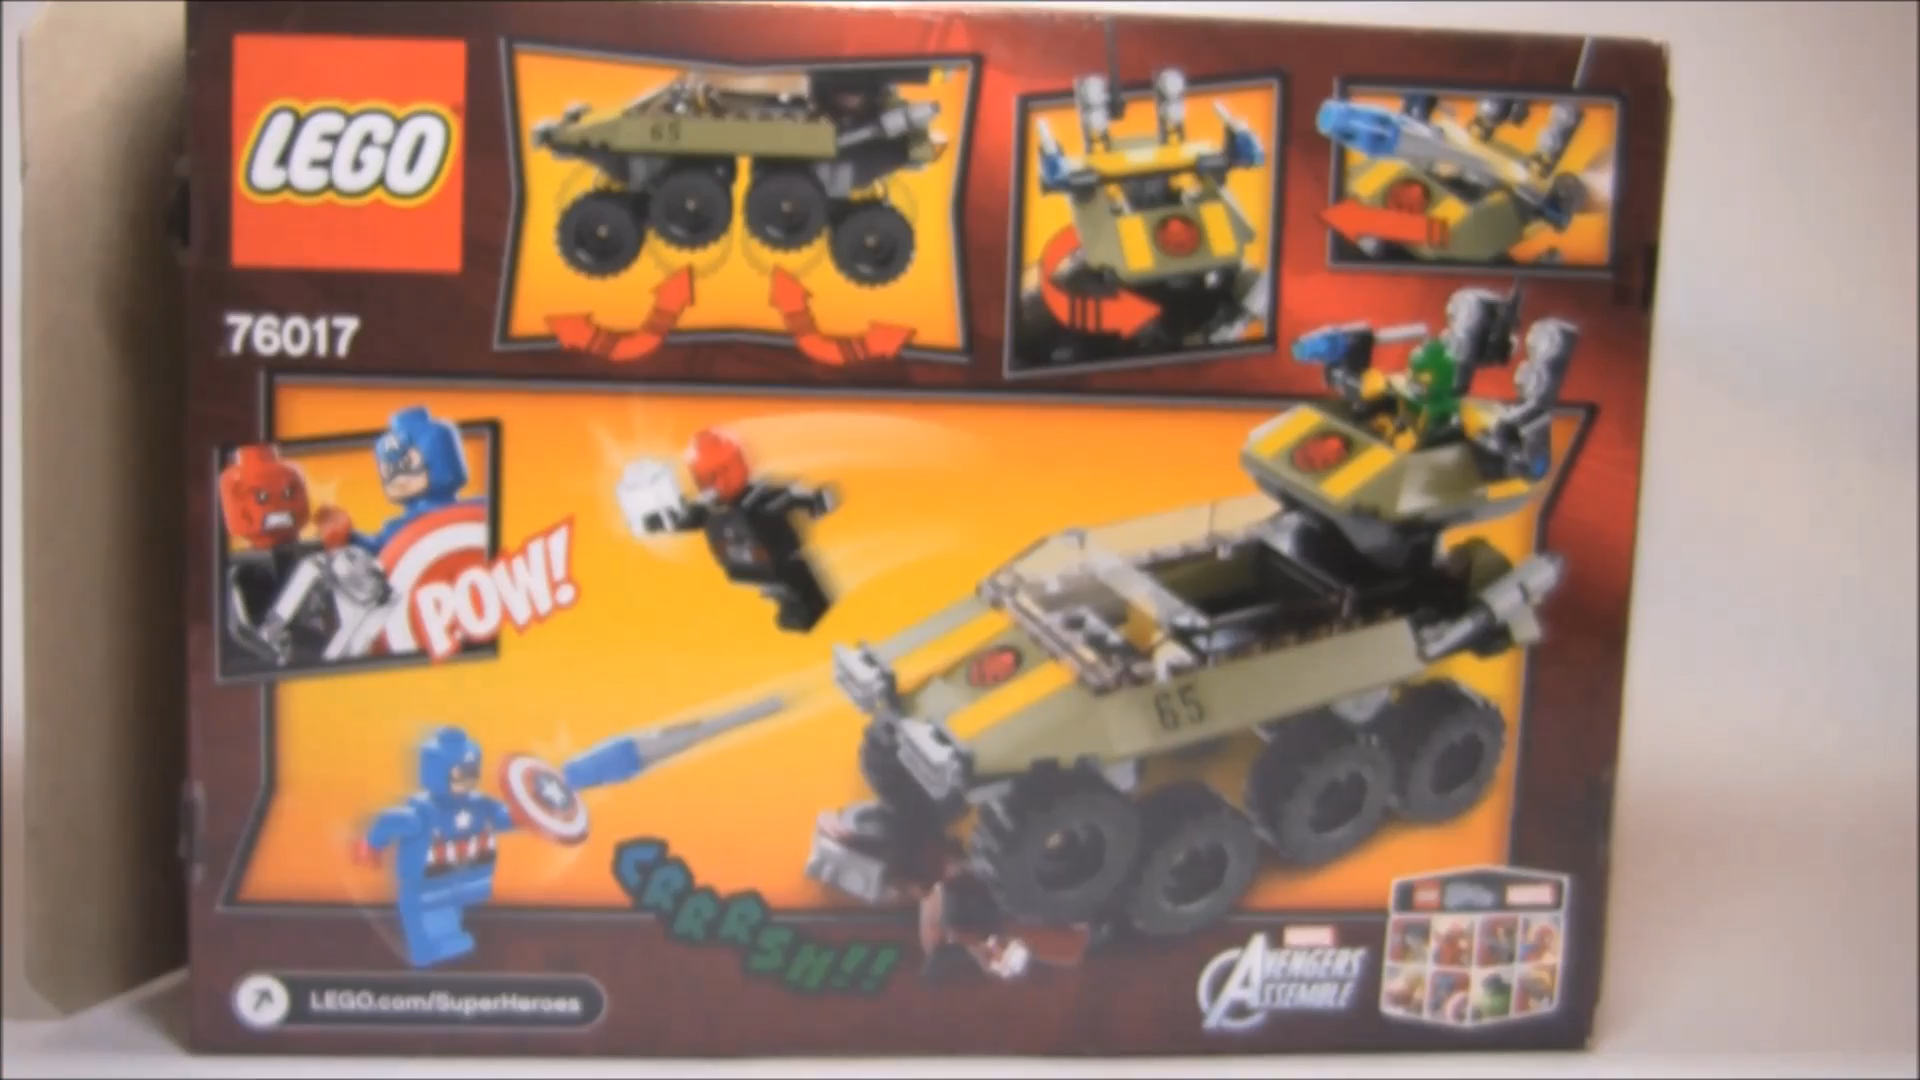 LEGO
65
76017
POW!
65
CRRRSH!!
MARVEL
AVENGERS
ASSEMBLE
LEGO.com/SuperHeroes